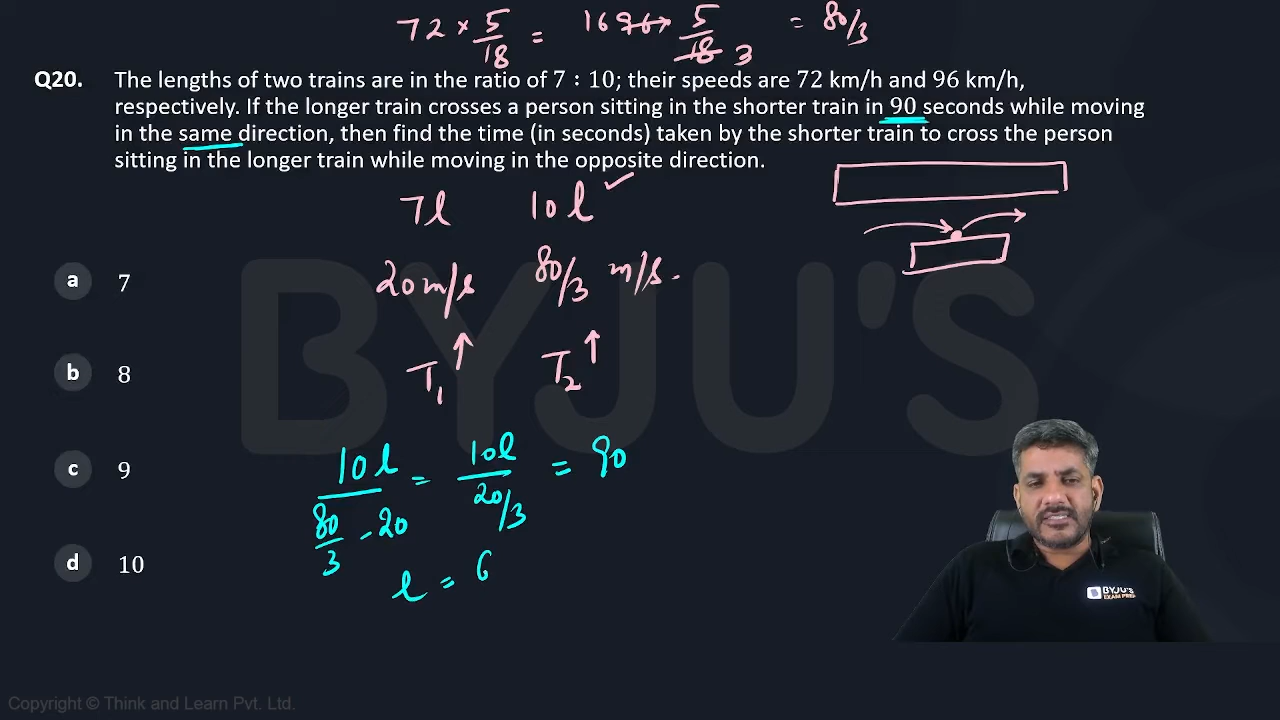 72 × 5/18 = 16 96 × 5/18 3 = 80/3
Q20. The lengths of two trains are in the ratio of 7 : 10; their speeds are 72 km/h and 96 km/h,
respectively. If the longer train crosses a person sitting in the shorter train in 90 seconds while moving
in the same direction, then find the time (in seconds) taken by the shorter train to cross the person
sitting in the longer train while moving in the opposite direction.
7l 10l ✓
20 m/s 80/3 m/s.
T1 ↑ T2 ↑
a 7
b 8
c 9
d 10
10l / (80/3 - 20) = 10l / (20/3) = 90
l = 6
BYJU'S
BYJU'S
EXAM PREP
Copyright © Think and Learn Pvt. Ltd.